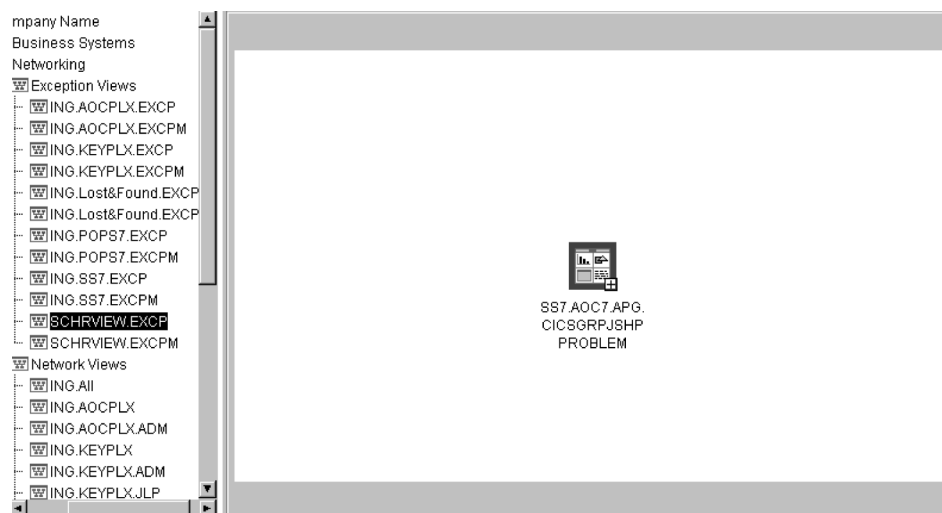 mpany Name
Business Systems
Networking
Exception Views
ING.AOCPLX.EXCP
ING.AOCPLX.EXCPM
ING.KEYPLX.EXCP
ING.KEYPLX.EXCPM
ING.Lost&Found.EXCP
ING.Lost&Found.EXCP
ING.POPS7.EXCP
ING.POPS7.EXCPM
ING.SS7.EXCP
ING.SS7.EXCPM
SCHRVIEW.EXCP
SCHRVIEW.EXCPM
Network Views
ING.All
ING.AOCPLX
ING.AOCPLX.ADM
ING.KEYPLX
ING.KEYPLX.ADM
ING.KEYPLX.JLP
SS7.AOC7.APG.
CICSGRPJSHP
PROBLEM